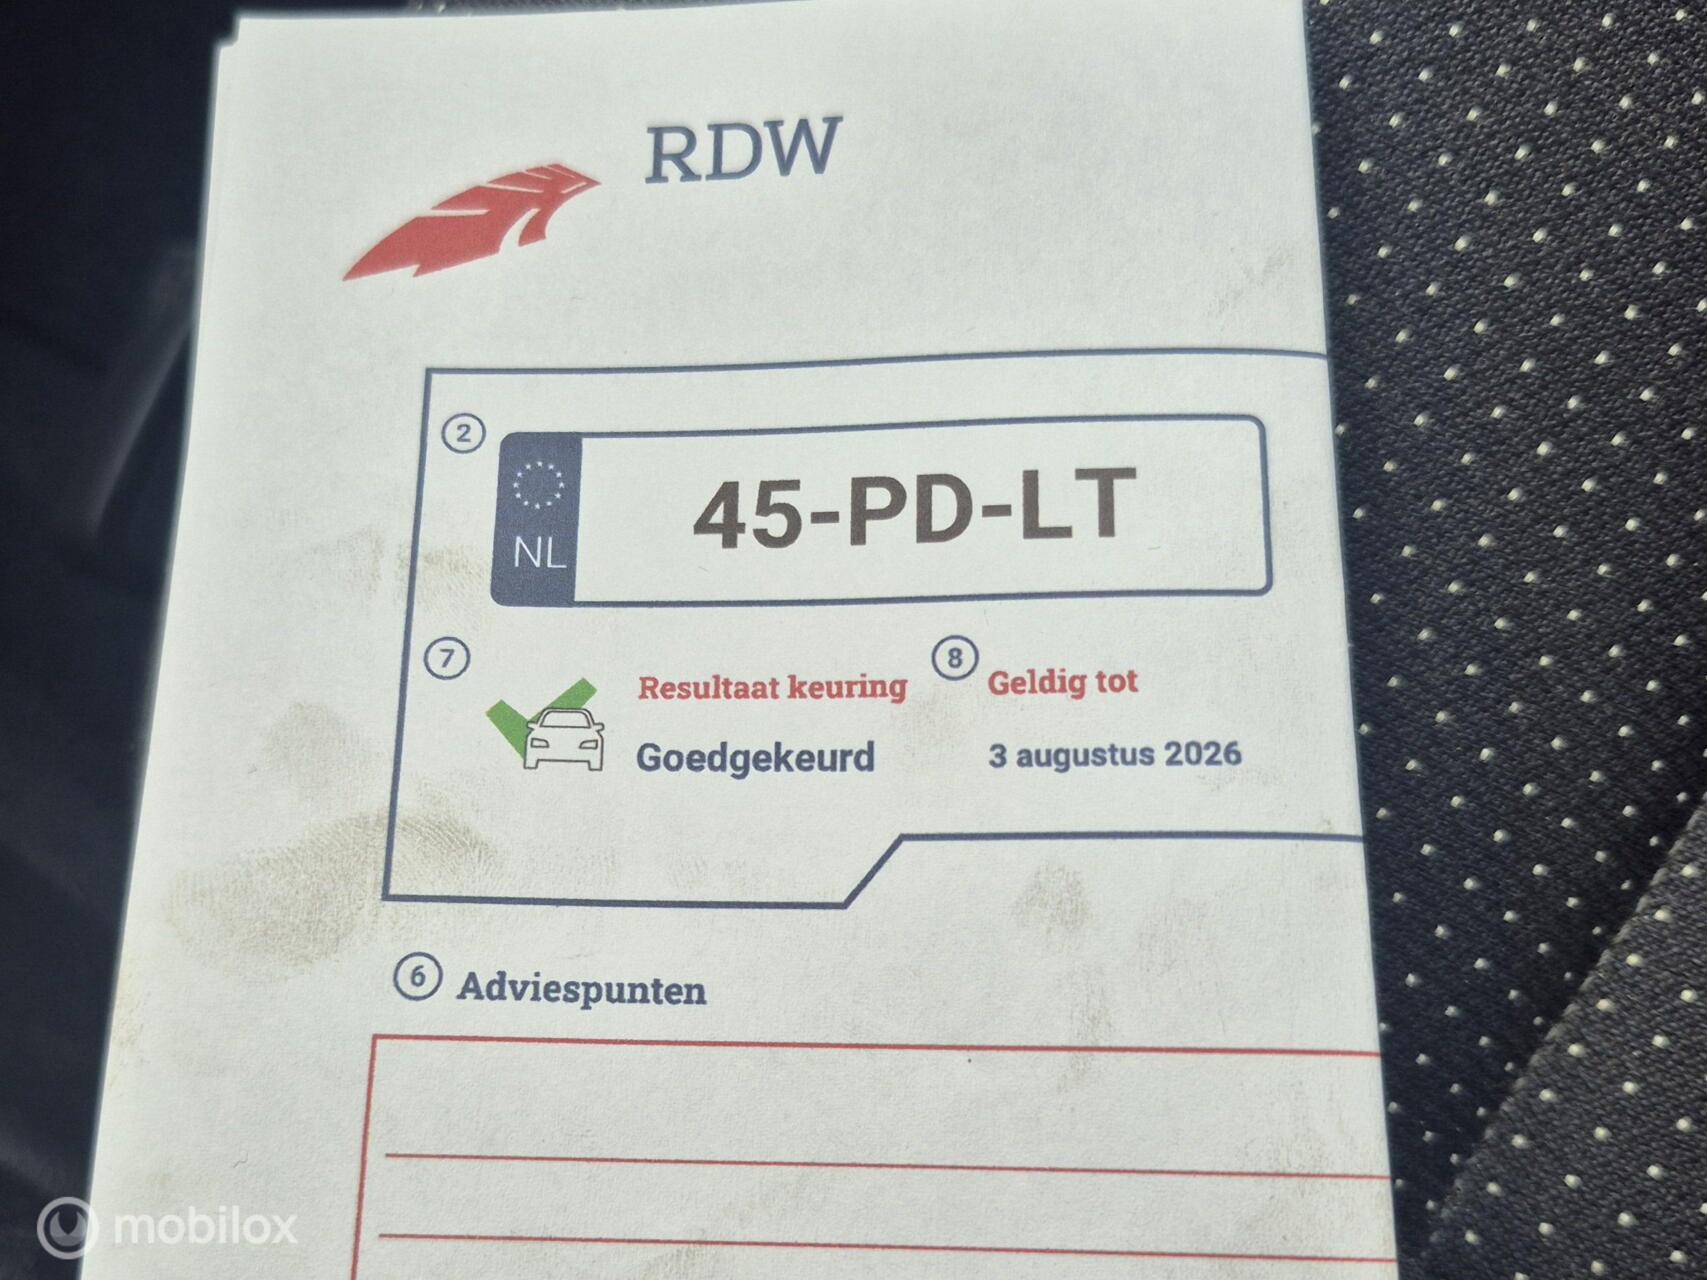 RDW
2
NL
45-PD-LT
7
Resultaat keuring
8
Geldig tot
Goedgekeurd
3 augustus 2026
6 Adviespunten
mobilox